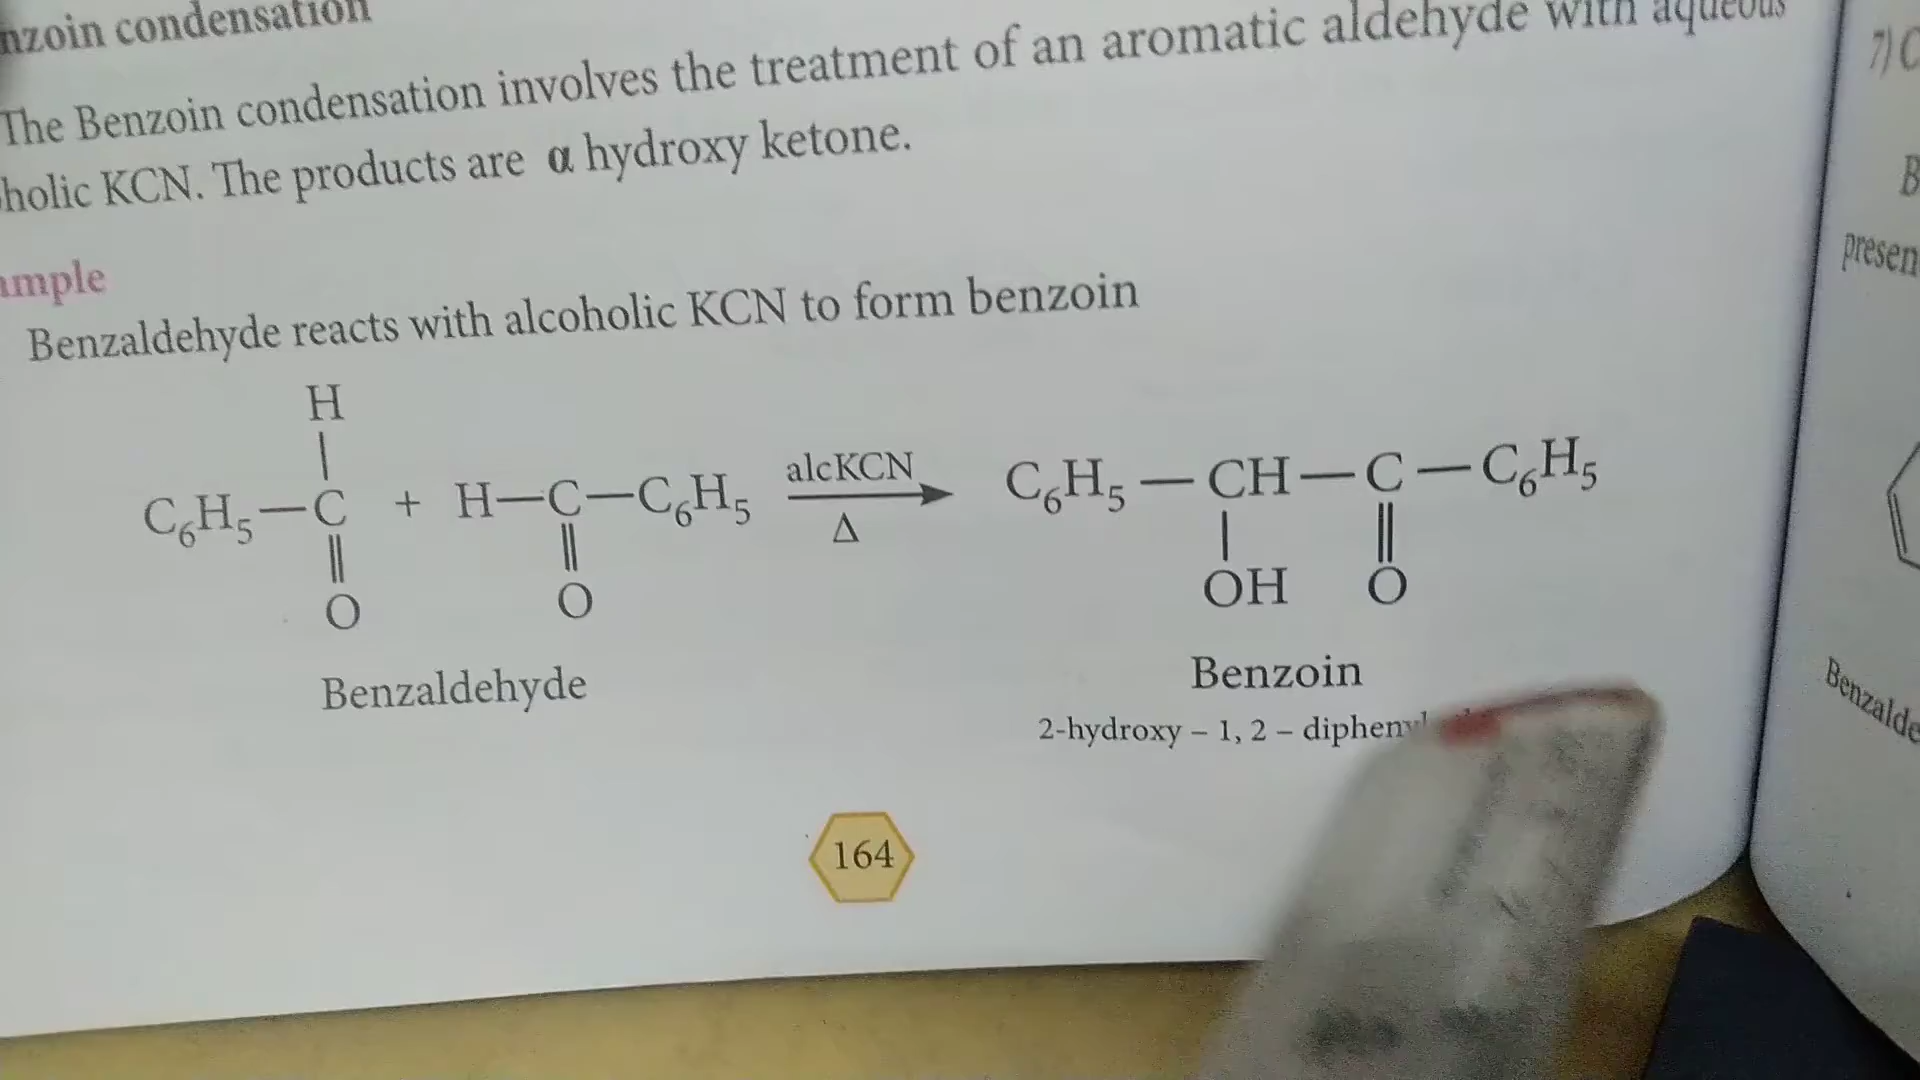 nzoin condensation
The Benzoin condensation involves the treatment of an aromatic aldehyde with aqueous
holic KCN. The products are α hydroxy ketone.
ample
Benzaldehyde reacts with alcoholic KCN to form benzoin
H
C₆H₅—C + H—C—C₆H₅ alcKCN Δ C₆H₅—CH—C—C₆H₅
O O OH O
Benzaldehyde Benzoin
2-hydroxy – 1, 2 – diphenyl
164
7) C
B
presen
Benzalde